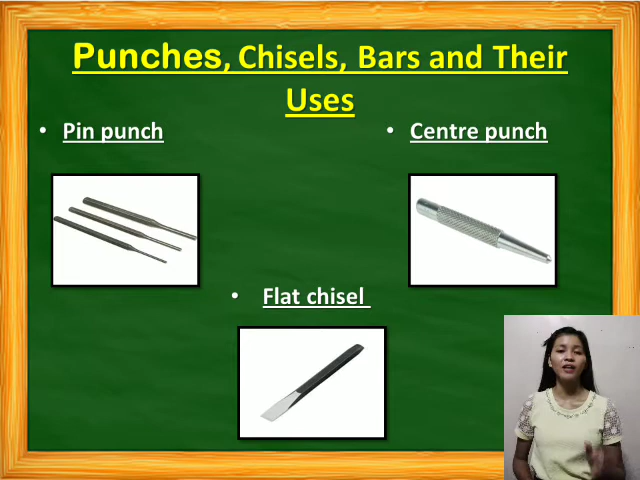 Punches, Chisels, Bars and Their
Uses
• Pin punch
• Centre punch
• Flat chisel